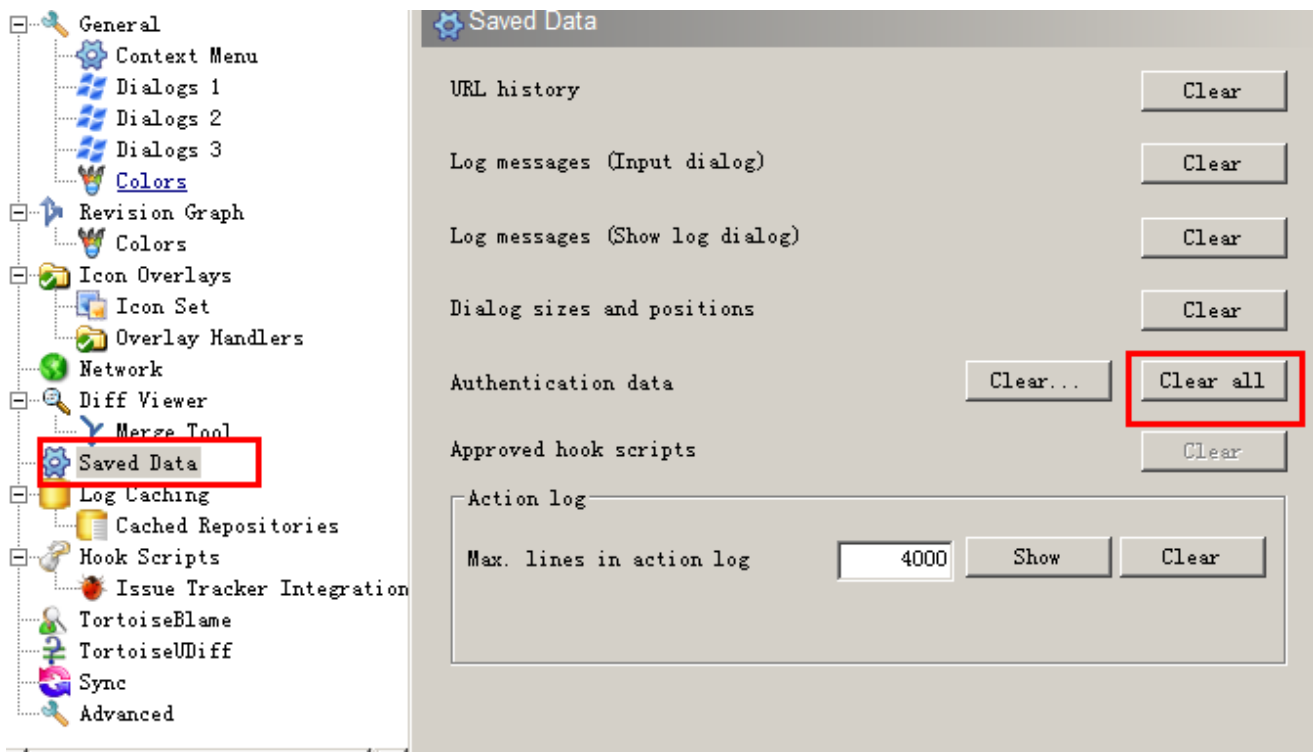 General
Context Menu
Dialogs 1
Dialogs 2
Dialogs 3
Colors
Revision Graph
Colors
Icon Overlays
Icon Set
Overlay Handlers
Network
Diff Viewer
Merge Tool
Saved Data
Log Caching
Cached Repositories
Hook Scripts
Issue Tracker Integration
TortoiseBlame
TortoiseUDiff
Sync
Advanced
Saved Data
URL history Clear
Log messages (Input dialog) Clear
Log messages (Show log dialog) Clear
Dialog sizes and positions Clear
Authentication data Clear... Clear all
Approved hook scripts Clear
Action log
Max. lines in action log 4000 Show Clear